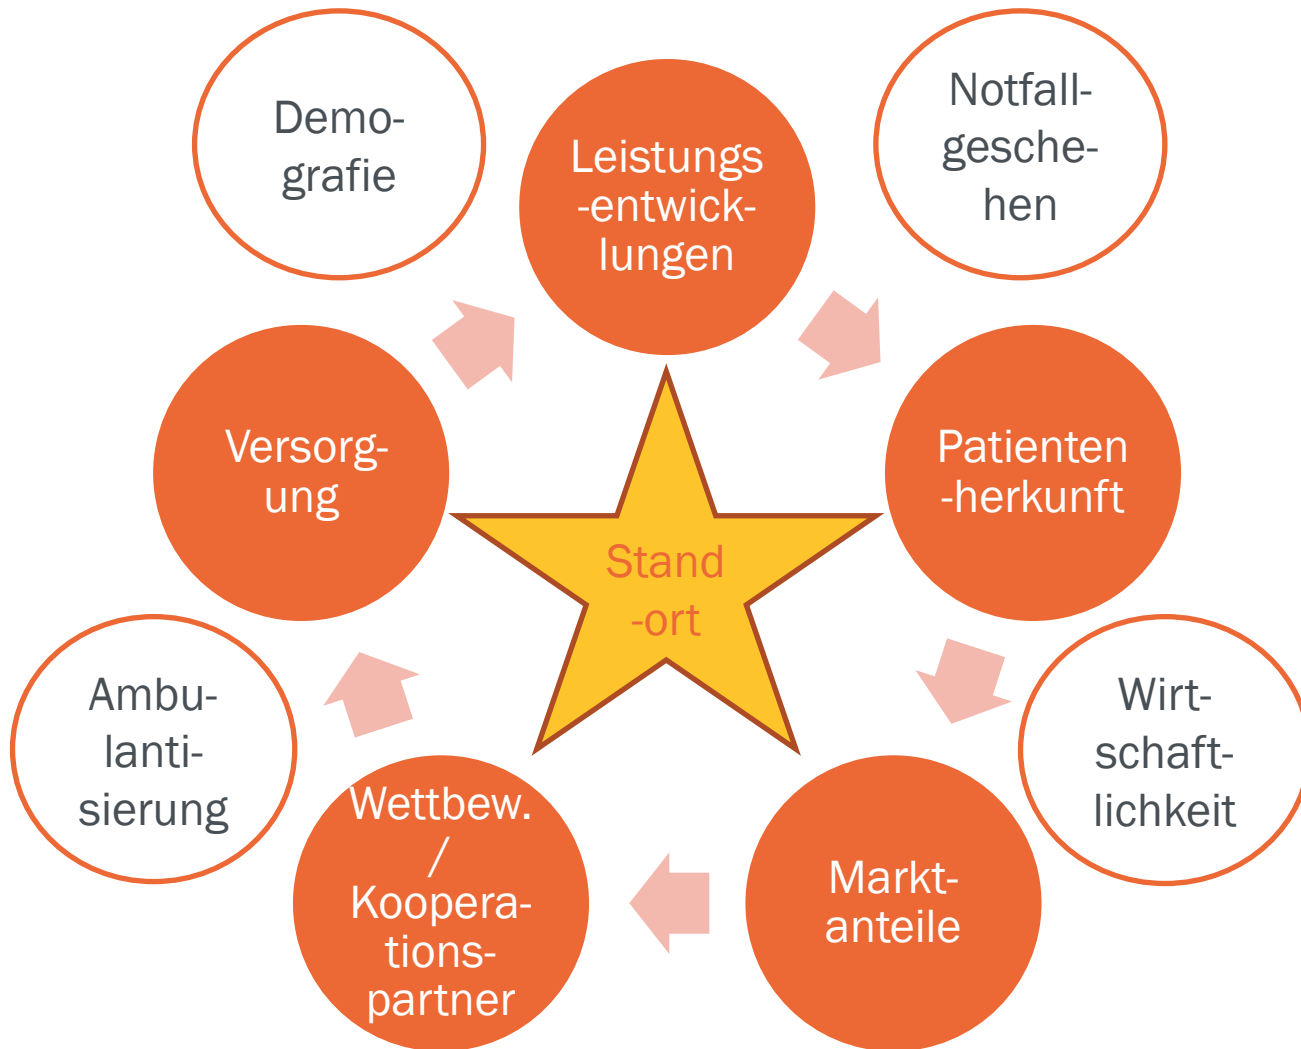 Demo-
grafie
Leistungs
-entwick-
lungen
Notfall-
gesche-
hen
Versorg-
ung
Patienten
-herkunft
Stand
-ort
Ambu-
lanti-
sierung
Wirt-
schaft-
lichkeit
Wettbew.
/
Koopera-
tions-
partner
Markt-
anteile